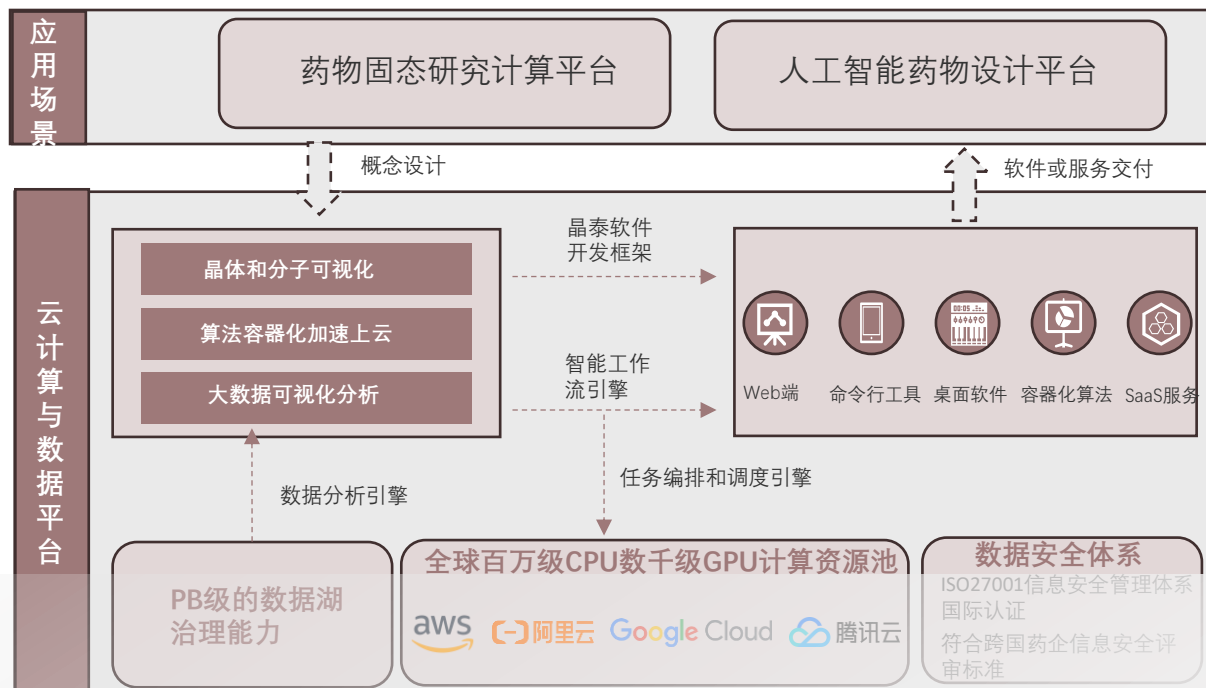 应用场景
药物固态研究计算平台
人工智能药物设计平台
概念设计
软件或服务交付
云计算与数据平台
晶体和分子可视化
算法容器化加速上云
大数据可视化分析
晶泰软件
开发框架
智能工作
流引擎
00:05
Web端
命令行工具
桌面软件
容器化算法
SaaS服务
数据分析引擎
任务编排和调度引擎
PB级的数据湖
治理能力
全球百万级CPU数千级GPU计算资源池
aws
阿里云
Google Cloud
腾讯云
数据安全体系
ISO27001信息安全管理体系
国际认证
符合跨国药企信息安全评
审标准